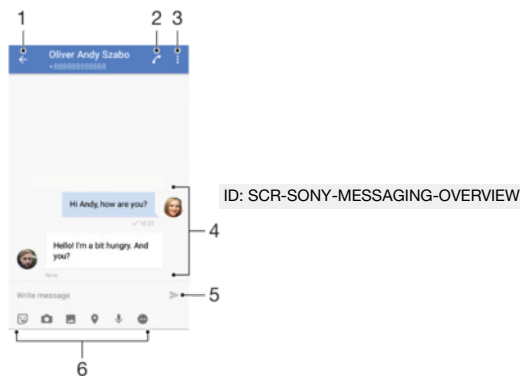 1 2 3
Oliver Andy Szabo
+888888888888
Hi Andy, how are you?
ID: SCR-SONY-MESSAGING-OVERVIEW
4
Hello! I'm a bit hungry. And
you?
Now
Write message
5
6